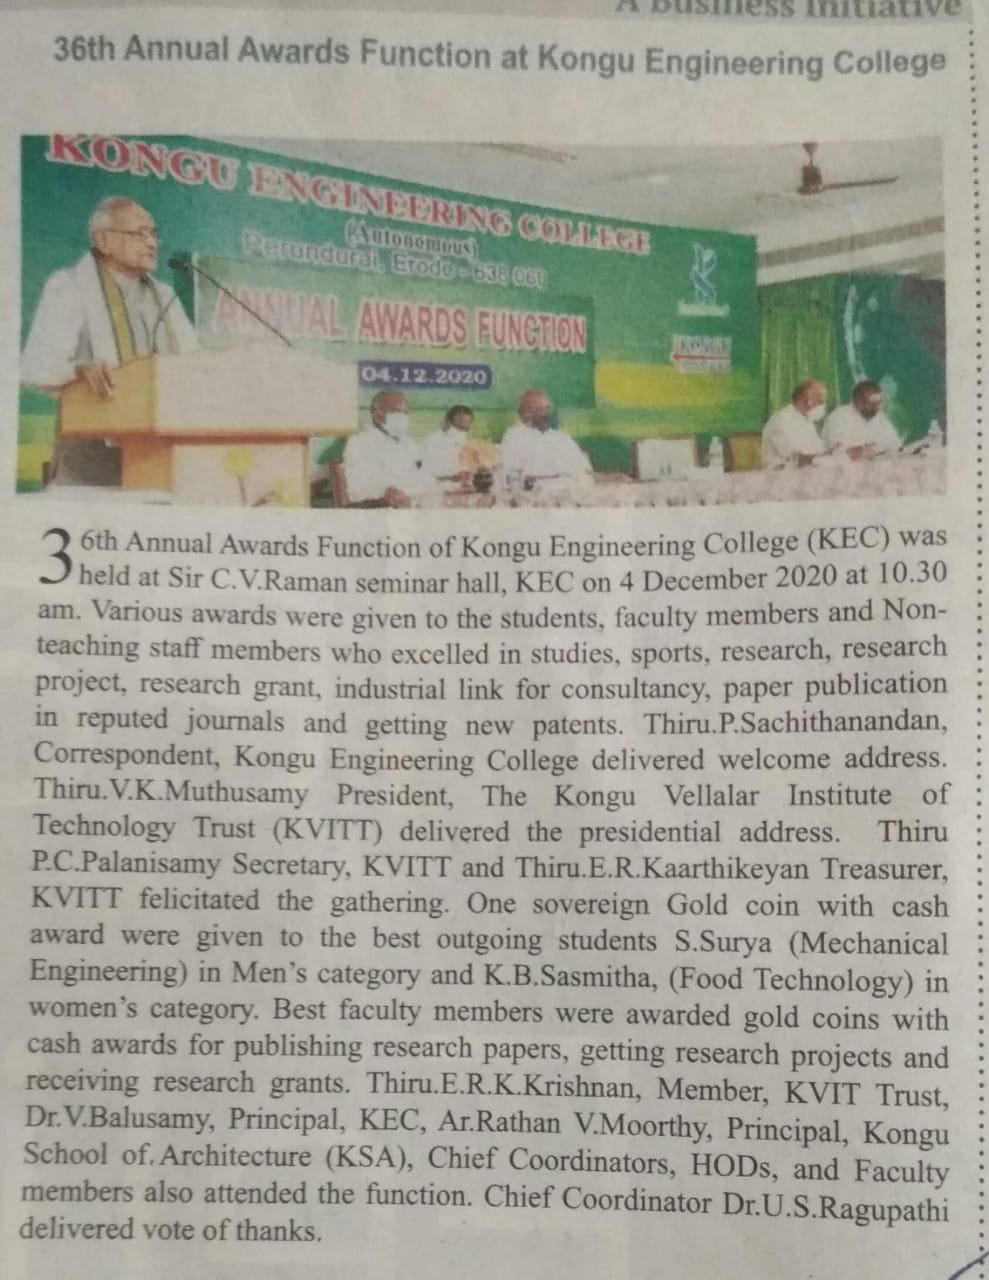 A Business Initiative
36th Annual Awards Function at Kongu Engineering College
KONGU ENGINEERING COLLEGE
(Autonomous)
Perundurai, Erode - 638 060
ANNUAL AWARDS FUNCTION
04.12.2020
36th Annual Awards Function of Kongu Engineering College (KEC) was
held at Sir C.V.Raman seminar hall, KEC on 4 December 2020 at 10.30
am. Various awards were given to the students, faculty members and Non-
teaching staff members who excelled in studies, sports, research, research
project, research grant, industrial link for consultancy, paper publication
in reputed journals and getting new patents. Thiru.P.Sachithanandan,
Correspondent, Kongu Engineering College delivered welcome address.
Thiru.V.K.Muthusamy President, The Kongu Vellalar Institute of
Technology Trust (KVITT) delivered the presidential address. Thiru
P.C.Palanisamy Secretary, KVITT and Thiru.E.R.Kaarthikeyan Treasurer,
KVITT felicitated the gathering. One sovereign Gold coin with cash
award were given to the best outgoing students S.Surya (Mechanical
Engineering) in Men's category and K.B.Sasmitha, (Food Technology) in
women's category. Best faculty members were awarded gold coins with
cash awards for publishing research papers, getting research projects and
receiving research grants. Thiru.E.R.K.Krishnan, Member, KVIT Trust,
Dr.V.Balusamy, Principal, KEC, Ar.Rathan V.Moorthy, Principal, Kongu
School of.Architecture (KSA), Chief Coordinators, HODs, and Faculty
members also attended the function. Chief Coordinator Dr.U.S.Ragupathi
delivered vote of thanks.